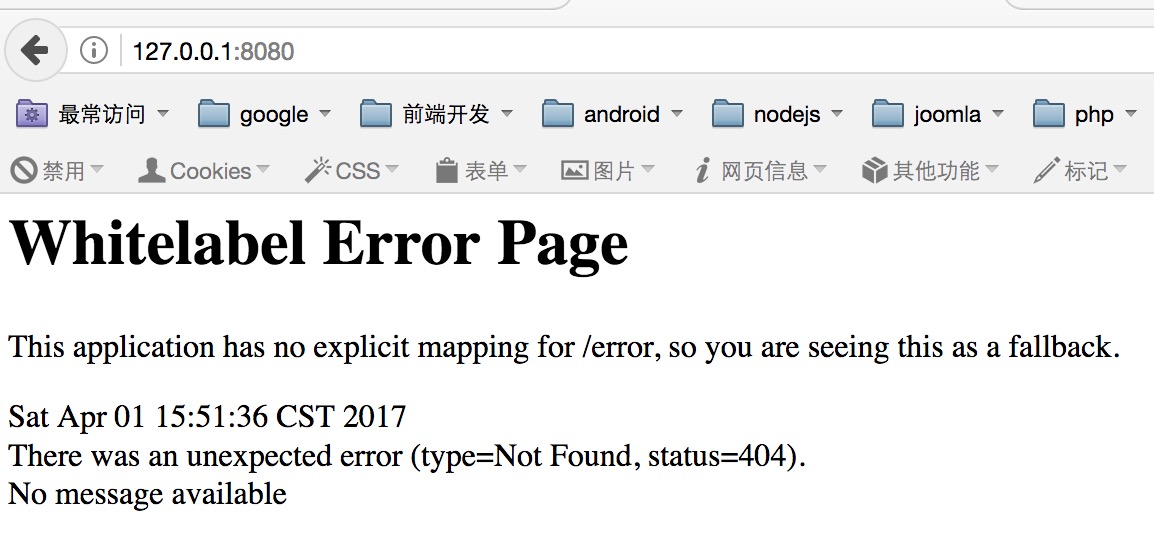 127.0.0.1:8080
最常访问 google 前端开发 android nodejs joomla php
禁用 Cookies CSS 表单 图片 网页信息 其他功能 标记
Whitelabel Error Page
This application has no explicit mapping for /error, so you are seeing this as a fallback.
Sat Apr 01 15:51:36 CST 2017
There was an unexpected error (type=Not Found, status=404).
No message available